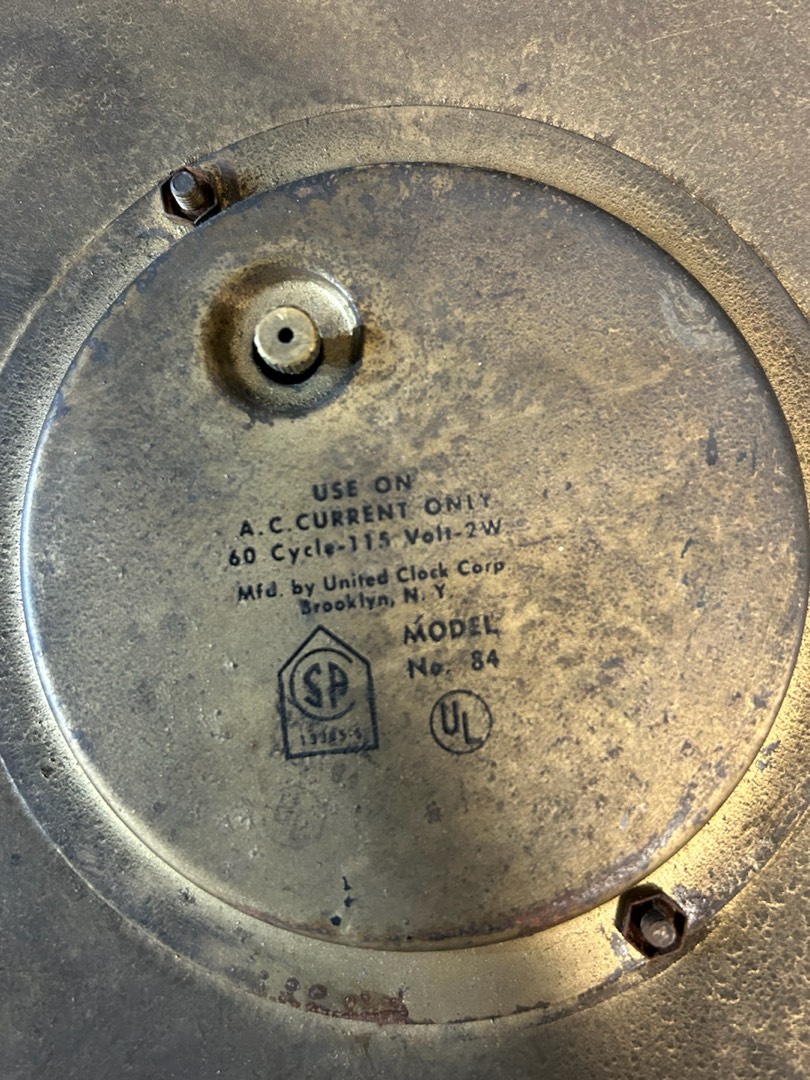 USE ON
A.C.CURRENT ONLY
60 Cycle-115 Volt-2W
Mfd. by United Clock Corp
Brooklyn, N.Y.
MODEL
No. 84
SA
UL